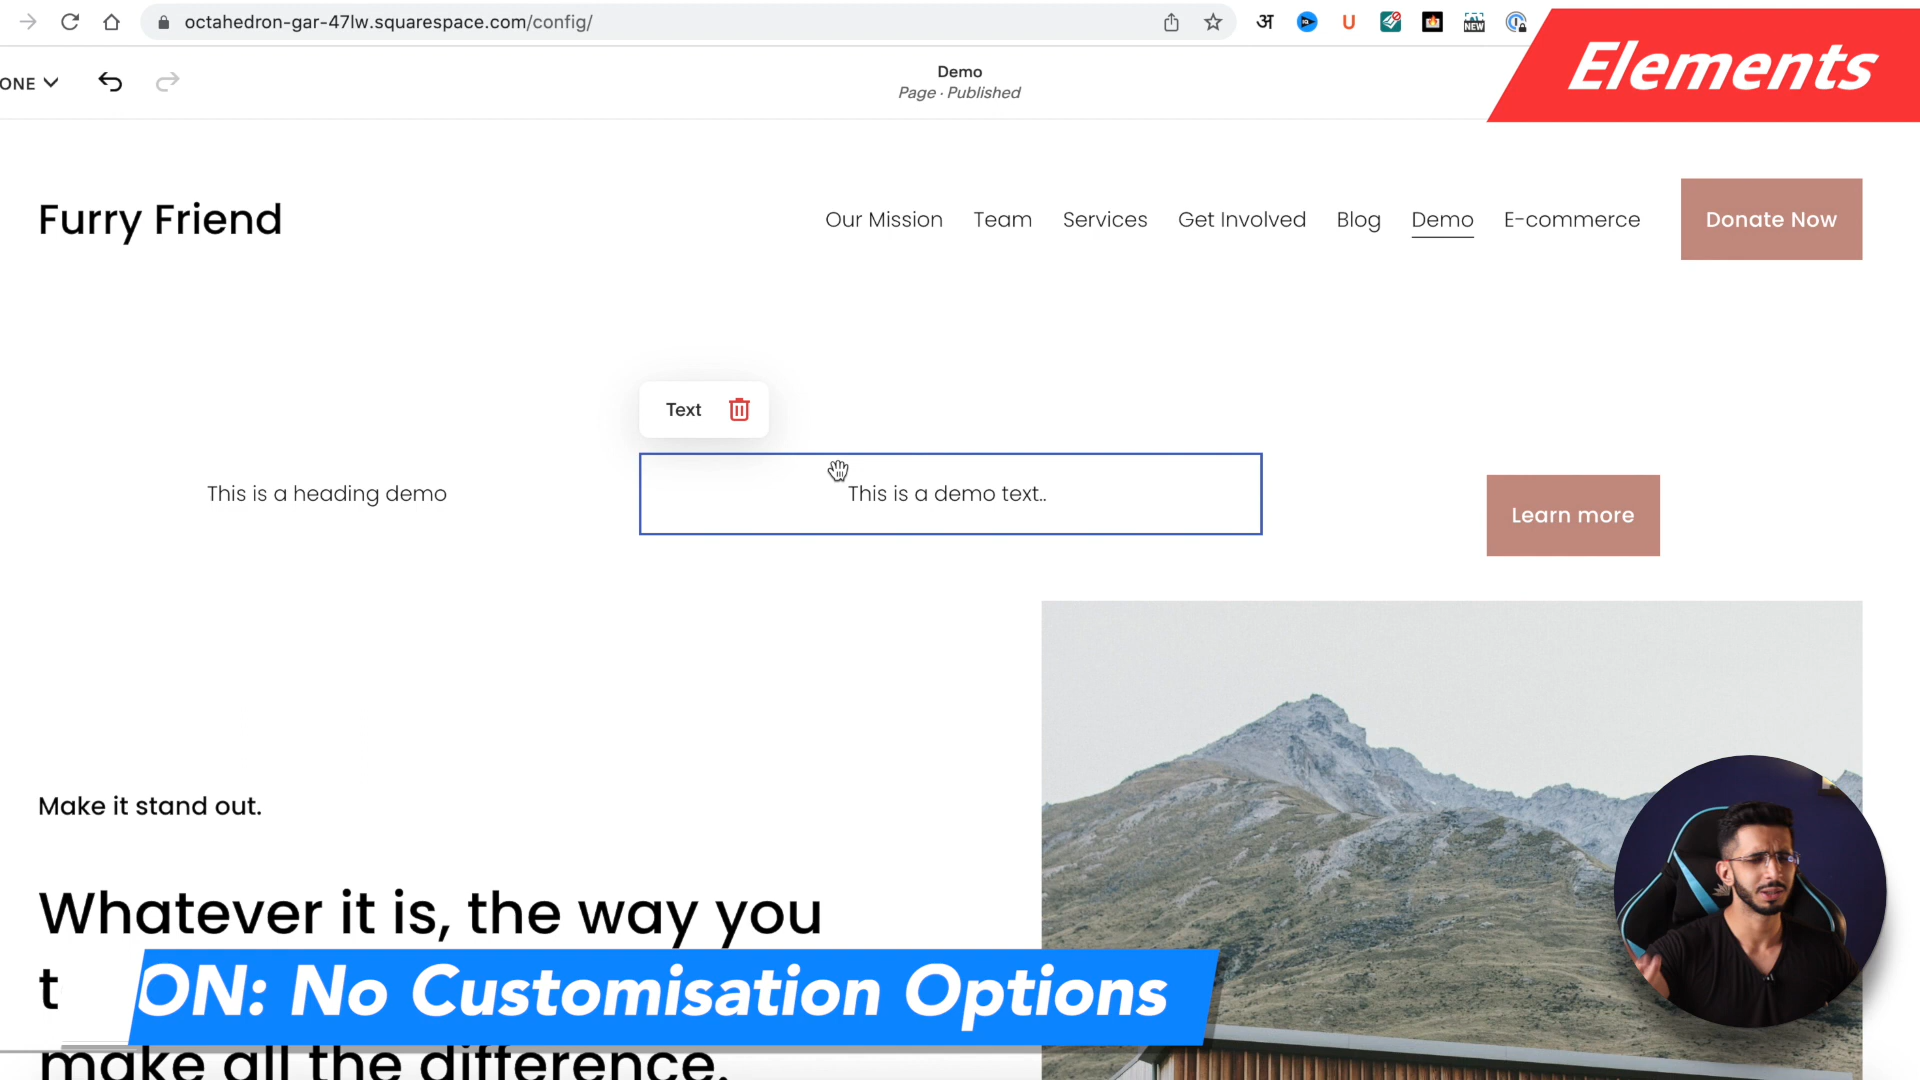 octahedron-gar-47lw.squarespace.com/config/
अ
U
NEW
Elements
ONE
Demo
Page · Published
Furry Friend
Our Mission
Team
Services
Get Involved
Blog
Demo
E-commerce
Donate Now
Text
This is a heading demo
This is a demo text..
Learn more
Make it stand out.
Whatever it is, the way you
t
ON: No Customisation Options
make all the difference.